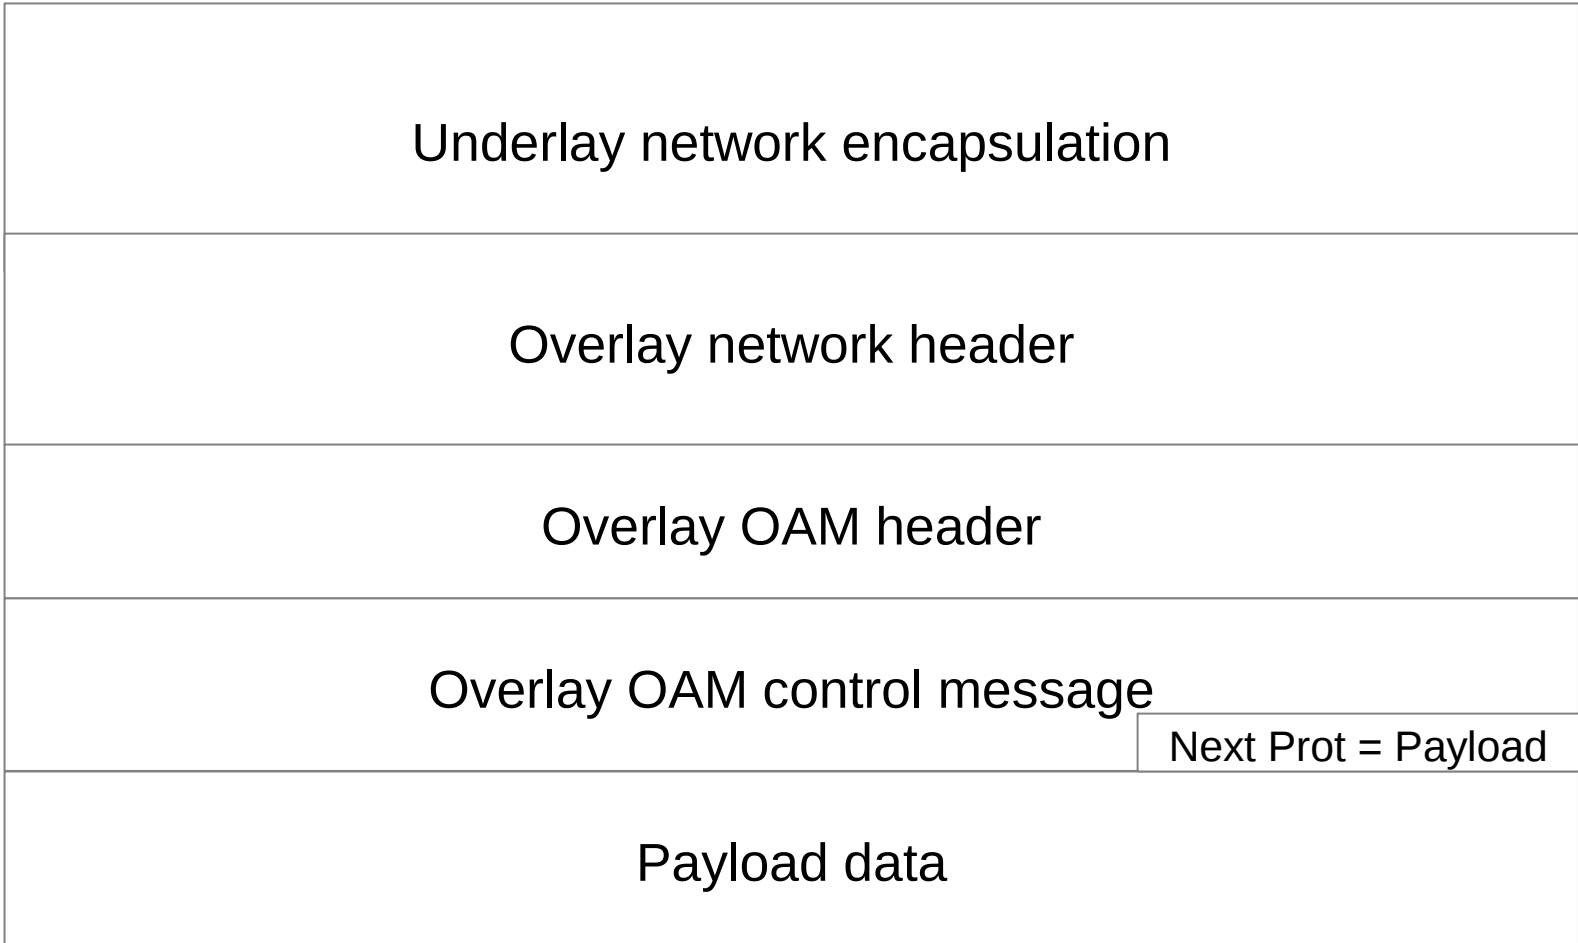 Underlay network encapsulation
Overlay network header
Overlay OAM header
Overlay OAM control message
Next Prot = Payload
Payload data